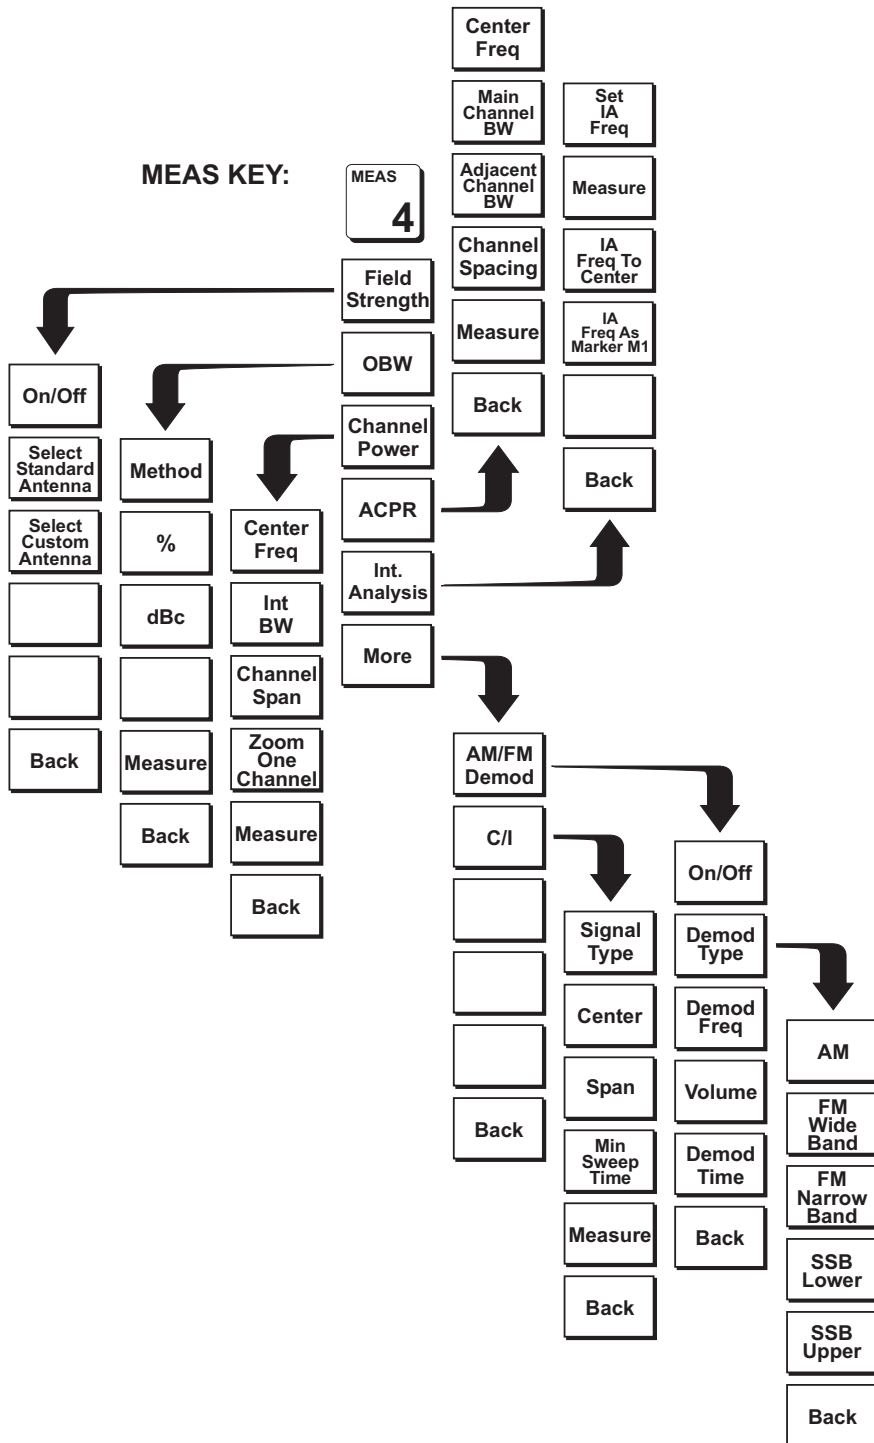 MEAS KEY:
MEAS
4
Field
Strength
OBW
Channel
Power
ACPR
Int.
Analysis
More
On/Off
Select
Standard
Antenna
Select
Custom
Antenna
Back
Method
%
dBc
Measure
Back
Center
Freq
Int
BW
Channel
Span
Zoom
One
Channel
Measure
Back
Center
Freq
Main
Channel
BW
Adjacent
Channel
BW
Channel
Spacing
Measure
Back
Set
IA
Freq
Measure
IA
Freq To
Center
IA
Freq As
Marker M1
Back
AM/FM
Demod
C/I
Back
Signal
Type
Center
Span
Min
Sweep
Time
Measure
Back
On/Off
Demod
Type
Demod
Freq
Volume
Demod
Time
Back
AM
FM
Wide
Band
FM
Narrow
Band
SSB
Lower
SSB
Upper
Back